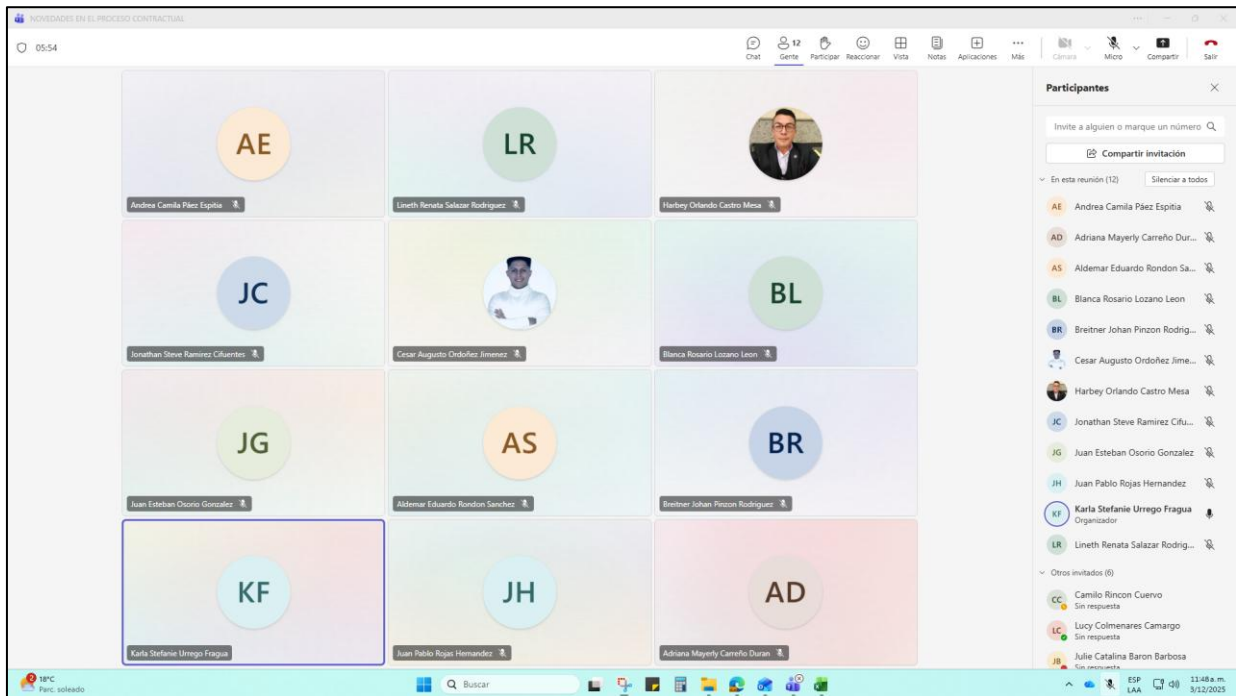 NOVEDADES EN EL PROCESO CONTRACTUAL
05:54
Chat
12
Gente
Participar
Reaccionar
Vista
Notas
Aplicaciones
Más
Cámara
Micro
Compartir
Salir
AE
Andrea Camila Páez Espitia
LR
Lineth Renata Salazar Rodriguez
Harbey Orlando Castro Mesa
JC
Jonathan Steve Ramirez Cifuentes
Cesar Augusto Ordoñez Jimenez
BL
Blanca Rosario Lozano Leon
JG
Juan Esteban Osorio Gonzalez
AS
Aldemar Eduardo Rondon Sanchez
BR
Breitner Johan Pinzon Rodriguez
KF
Karla Stefanie Urrego Fragua
JH
Juan Pablo Rojas Hernandez
AD
Adriana Mayerly Carreño Duran
Participantes
Invite a alguien o marque un número
Compartir invitación
En esta reunión (12)
Silenciar a todos
AE Andrea Camila Páez Espitia
AD Adriana Mayerly Carreño Dur...
AS Aldemar Eduardo Rondon Sa...
BL Blanca Rosario Lozano Leon
BR Breitner Johan Pinzon Rodrig...
Cesar Augusto Ordoñez Jime...
Harbey Orlando Castro Mesa
JC Jonathan Steve Ramirez Cifu...
JG Juan Esteban Osorio Gonzalez
JH Juan Pablo Rojas Hernandez
KF Karla Stefanie Urrego Fragua
Organizador
LR Lineth Renata Salazar Rodrig...
Otros invitados (6)
CC Camilo Rincon Cuervo
Sin respuesta
LC Lucy Colmenares Camargo
Sin respuesta
JB Julie Catalina Baron Barbosa
Sin respuesta
2
18°C
Parc. soleado
Buscar
ESP
LAA
11:48 a. m.
3/12/2025